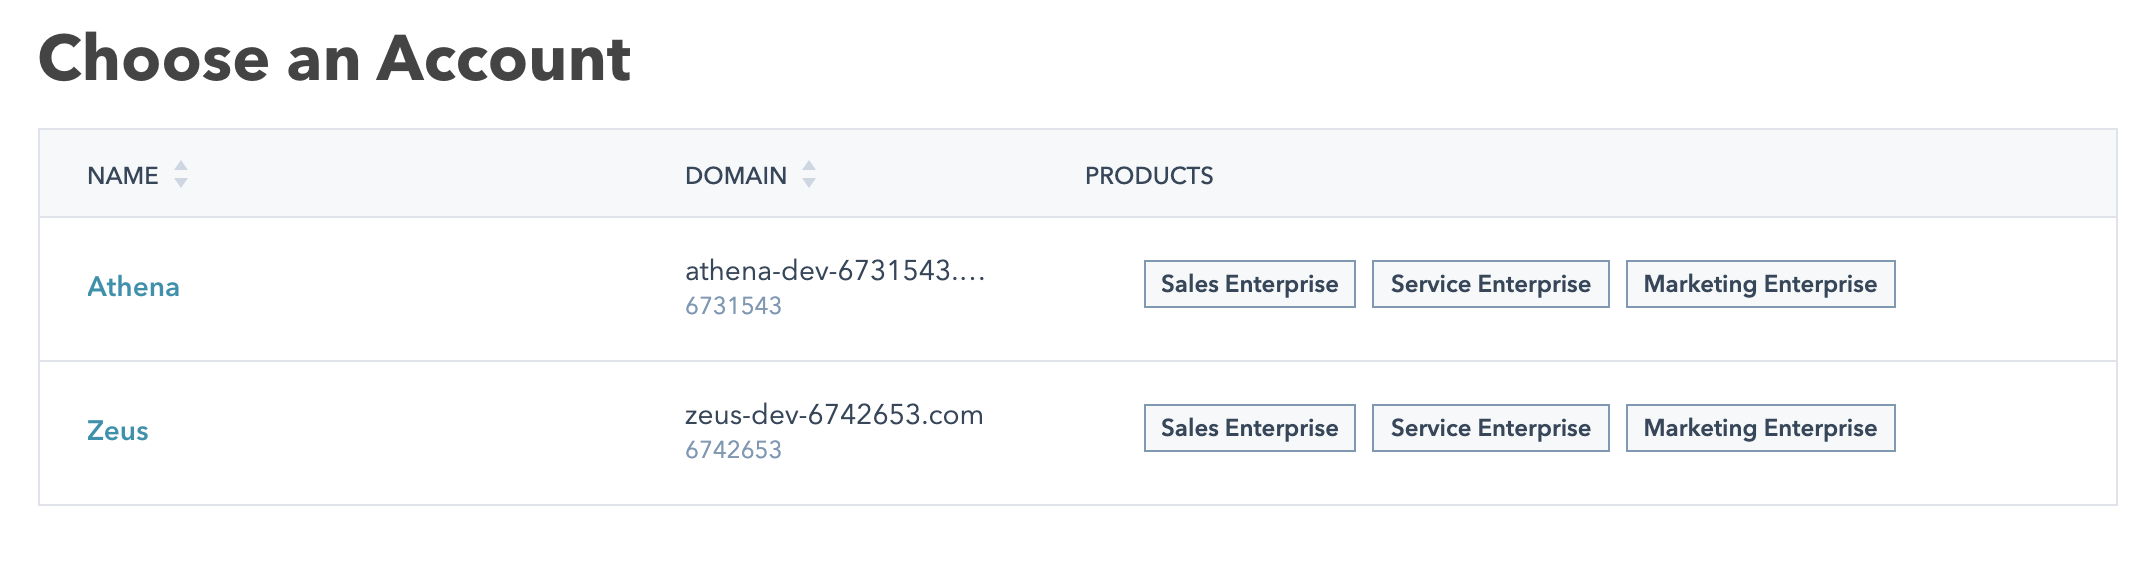 Choose an Account
NAME DOMAIN PRODUCTS
Athena athena-dev-6731543.... Sales Enterprise Service Enterprise Marketing Enterprise
6731543
Zeus zeus-dev-6742653.com Sales Enterprise Service Enterprise Marketing Enterprise
6742653